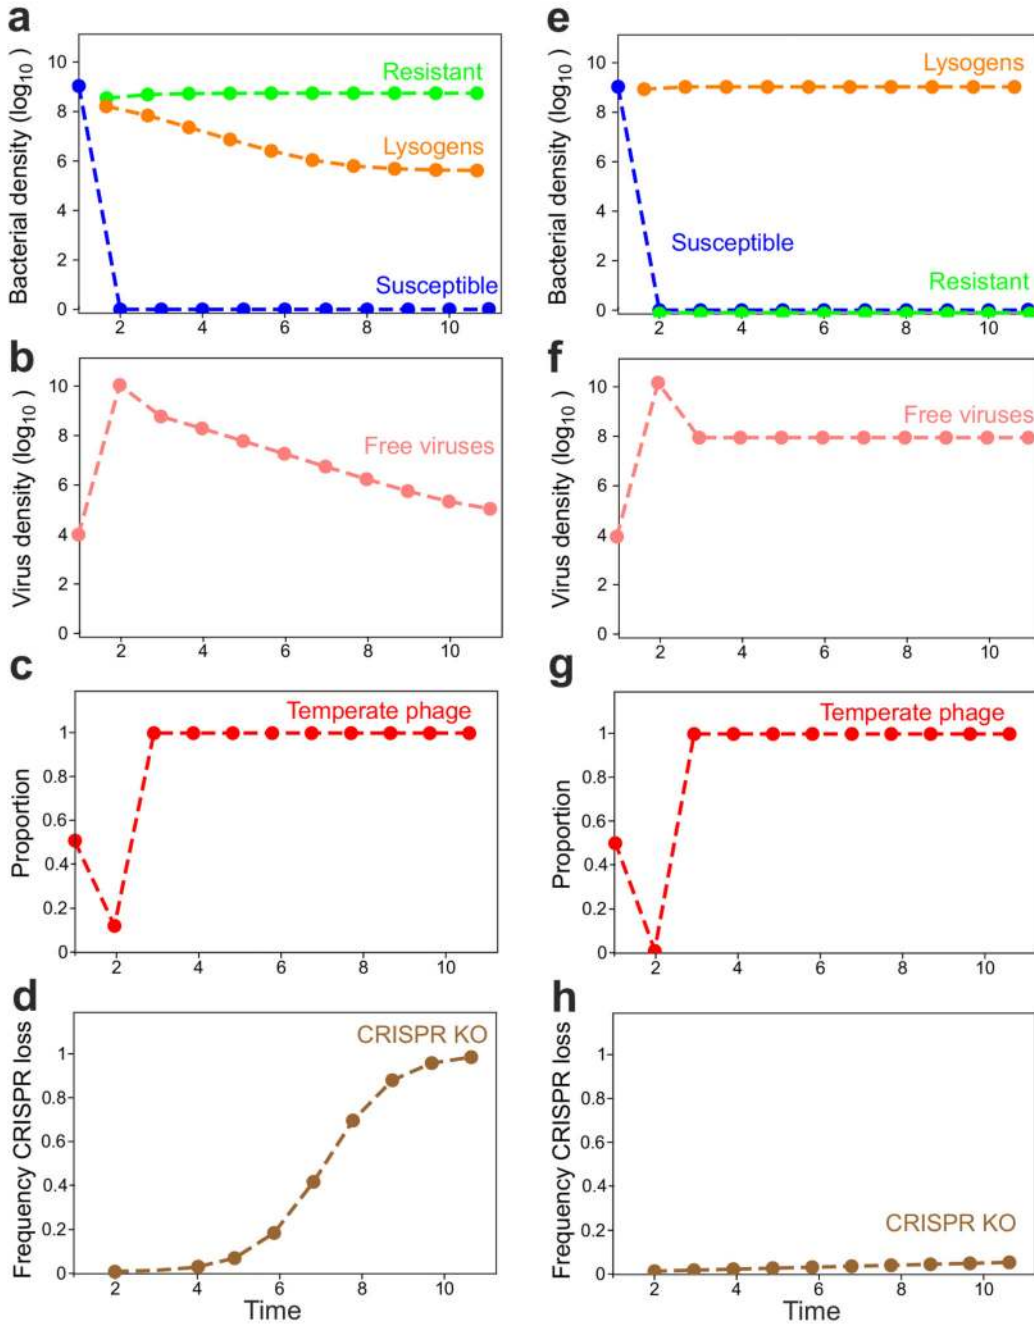 a
Bacterial density (log10 )
10
8
6
4
2
0
Resistant
Lysogens
Susceptible
2 4 6 8 10
e
Bacterial density (log10 )
10
8
6
4
2
0
Lysogens
Susceptible
Resistant
2 4 6 8 10
b
Virus density (log10 )
10
8
6
4
2
0
Free viruses
2 4 6 8 10
f
Virus density (log10 )
10
8
6
4
2
0
Free viruses
2 4 6 8 10
c
Proportion
1
0.8
0.6
0.4
0.2
0
Temperate phage
2 4 6 8 10
g
Proportion
1
0.8
0.6
0.4
0.2
0
Temperate phage
2 4 6 8 10
d
Frequency CRISPR loss
1
0.8
0.6
0.4
0.2
0
CRISPR KO
2 4 6 8 10
Time
h
Frequency CRISPR loss
1
0.8
0.6
0.4
0.2
0
CRISPR KO
2 4 6 8 10
Time